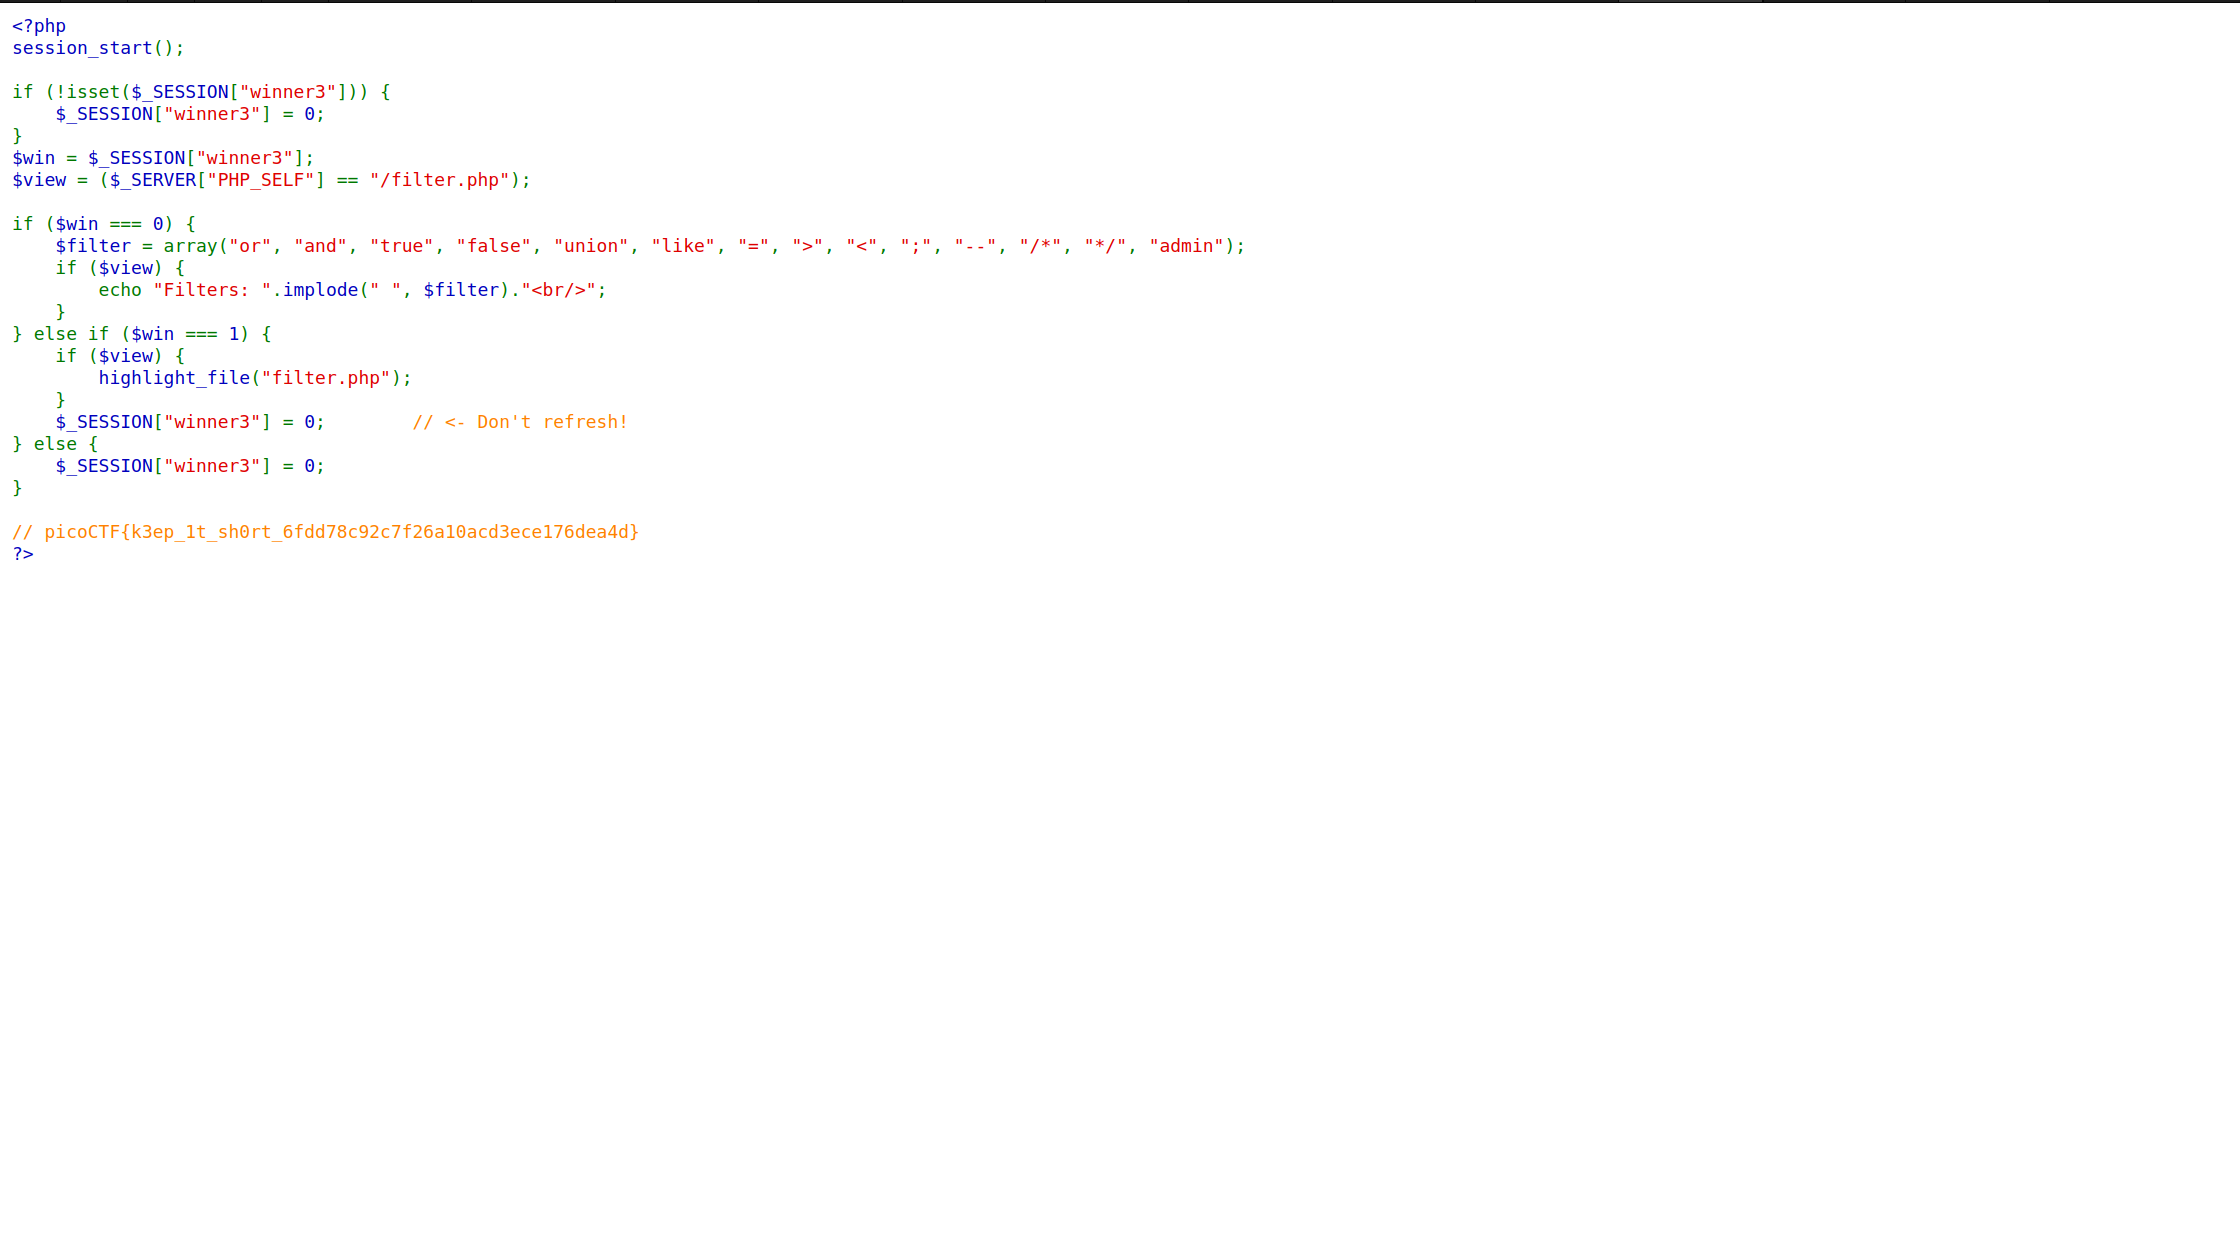 <?php
session_start();

if (!isset($_SESSION["winner3"])) {
    $_SESSION["winner3"] = 0;
}
$win = $_SESSION["winner3"];
$view = ($_SERVER["PHP_SELF"] == "/filter.php");

if ($win === 0) {
    $filter = array("or", "and", "true", "false", "union", "like", "=", ">", "<", ";", "--", "/*", "*/", "admin");
    if ($view) {
        echo "Filters: ".implode(" ", $filter)."<br/>";
    }
} else if ($win === 1) {
    if ($view) {
        highlight_file("filter.php");
    }
    $_SESSION["winner3"] = 0;        // <- Don't refresh!
} else {
    $_SESSION["winner3"] = 0;
}

// picoCTF{k3ep_1t_sh0rt_6fdd78c92c7f26a10acd3ece176dea4d}
?>